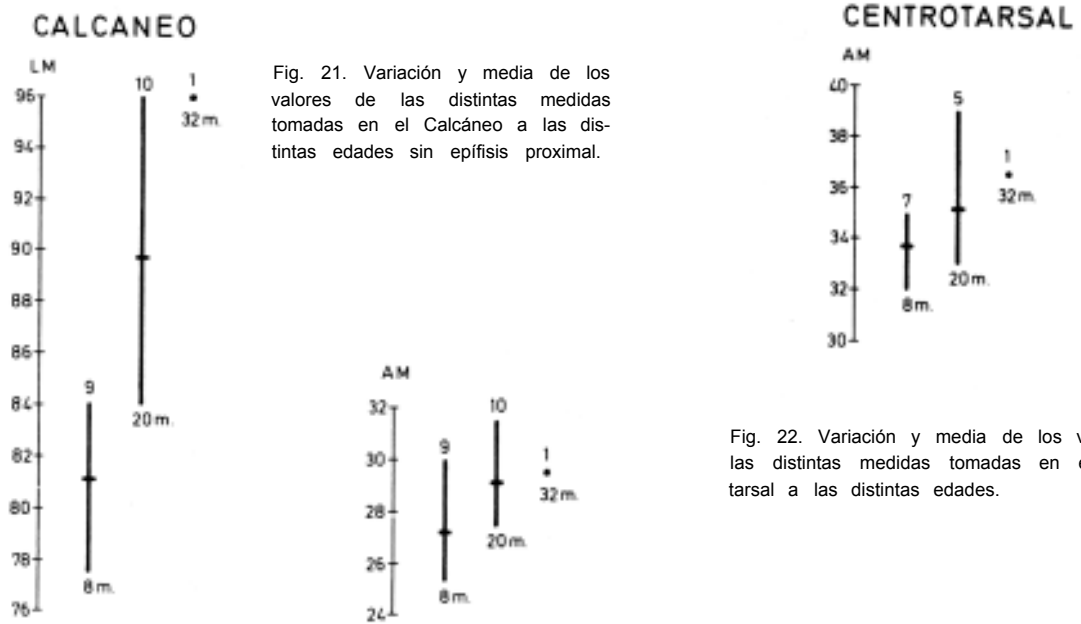 CALCANEO
LM
96
94
92
90
88
86
84
82
80
78
76
9
8 m.
10
20 m.
1
32 m.
Fig. 21. Variación y media de los
valores de las distintas medidas
tomadas en el Calcáneo a las dis-
tintas edades sin epífisis proximal.
AM
32
30
28
26
24
9
8 m.
10
20 m.
1
32 m.
CENTROTARSAL
AM
40
38
36
34
32
30
7
8 m.
5
20 m.
1
32 m.
Fig. 22. Variación y media de los v
las distintas medidas tomadas en e
tarsal a las distintas edades.